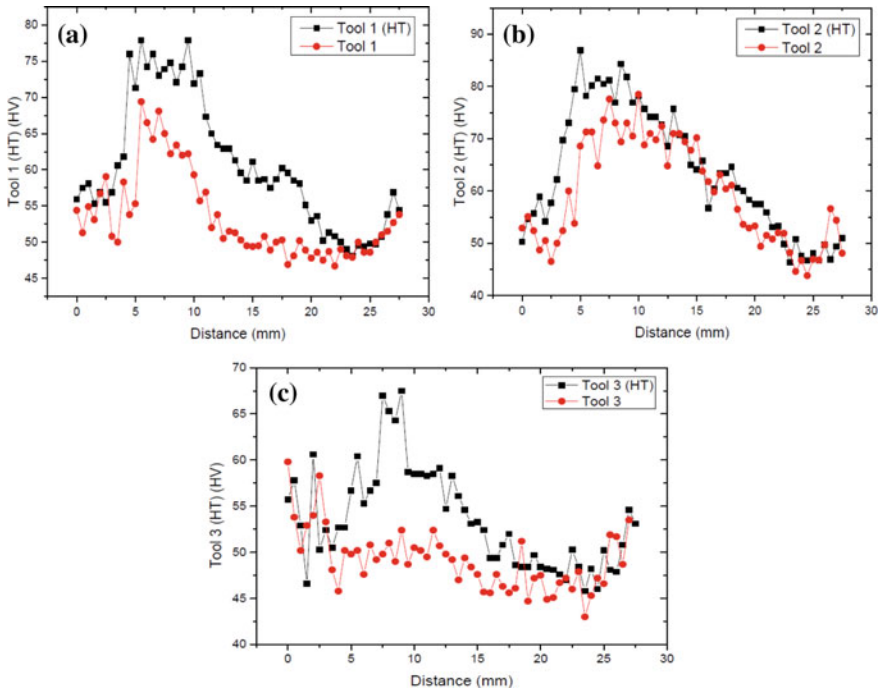 (a)
Tool 1 (HT)
Tool 1
80
75
70
65
60
55
50
45
Tool 1 (HT) (HV)
0 5 10 15 20 25 30
Distance (mm)
(b)
Tool 2 (HT)
Tool 2
90
80
70
60
50
40
Tool 2 (HT) (HV)
0 5 10 15 20 25 30
Distance (mm)
(c)
Tool 3 (HT)
Tool 3
70
65
60
55
50
45
40
Tool 3 (HT) (HV)
0 5 10 15 20 25 30
Distance (mm)